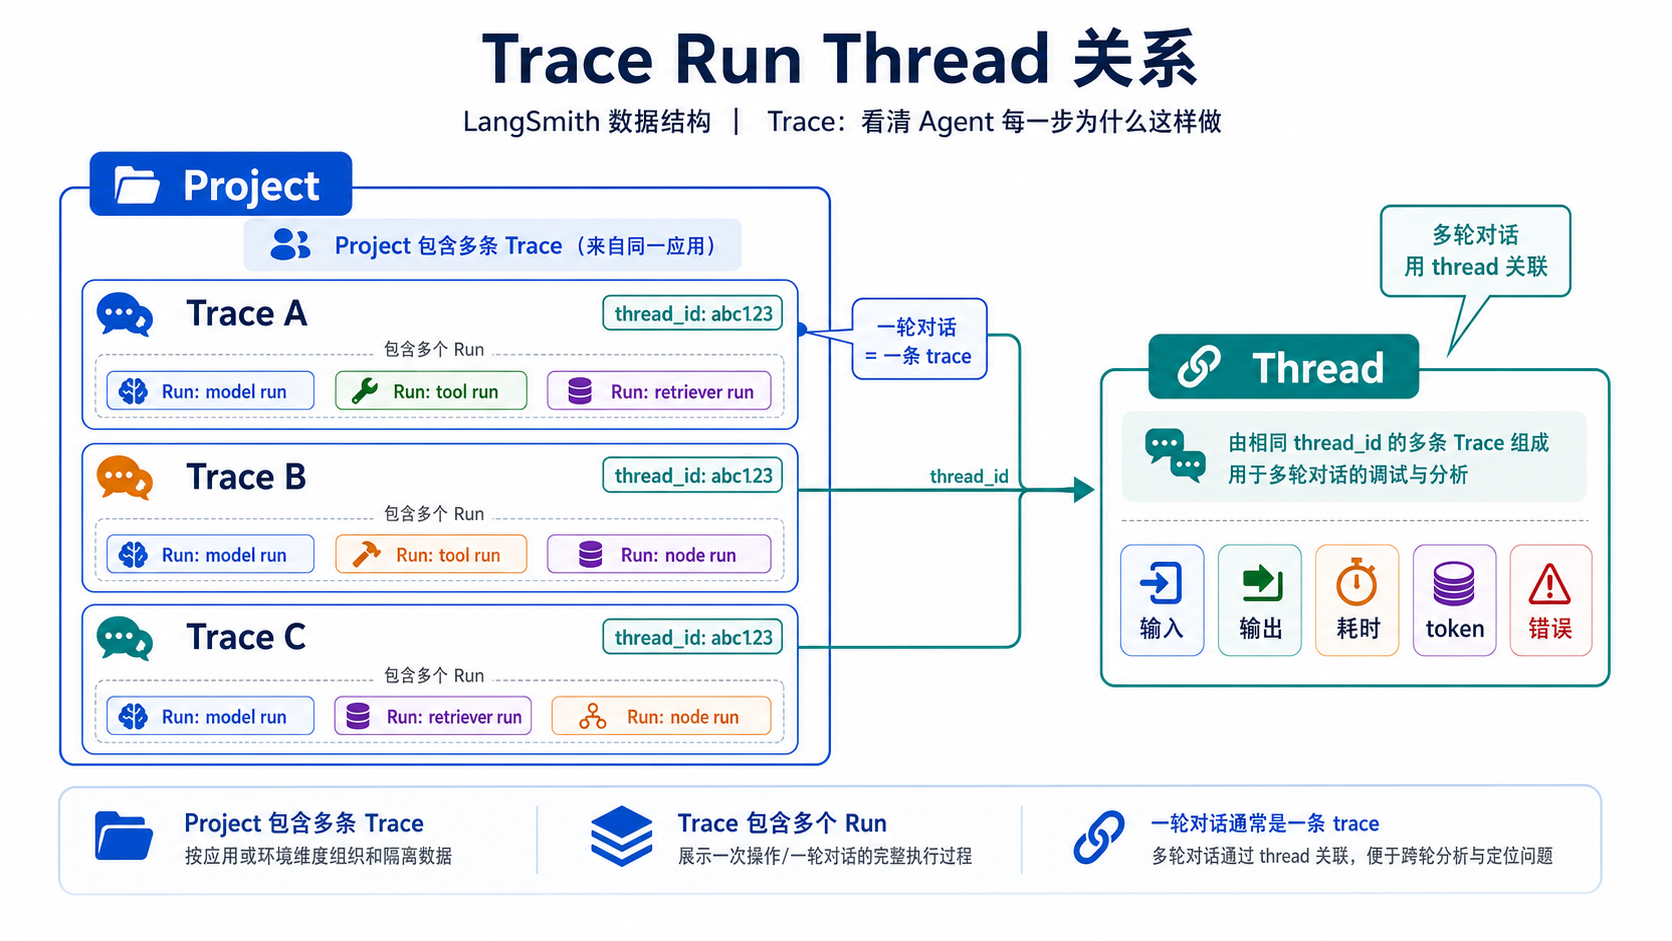 Trace Run Thread 关系
LangSmith 数据结构 | Trace：看清 Agent 每一步为什么这样做
Project
Project 包含多条 Trace（来自同一应用）
Trace A
thread_id: abc123
包含多个 Run
Run: model run
Run: tool run
Run: retriever run
Trace B
thread_id: abc123
包含多个 Run
Run: model run
Run: tool run
Run: node run
Trace C
thread_id: abc123
包含多个 Run
Run: model run
Run: retriever run
Run: node run
一轮对话
= 一条 trace
thread_id
多轮对话
用 thread 关联
Thread
由相同 thread_id 的多条 Trace 组成
用于多轮对话的调试与分析
输入
输出
耗时
token
错误
Project 包含多条 Trace
按应用或环境维度组织和隔离数据
Trace 包含多个 Run
展示一次操作/一轮对话的完整执行过程
一轮对话通常是一条 trace
多轮对话通过 thread 关联，便于跨轮分析与定位问题